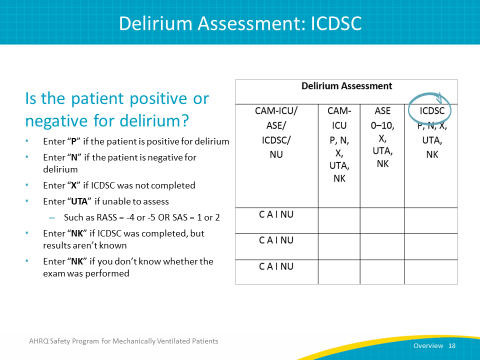 Delirium Assessment: ICDSC
Is the patient positive or
negative for delirium?
• Enter “P” if the patient is positive for delirium
• Enter “N” if the patient is negative for
delirium
• Enter “X” if ICDSC was not completed
• Enter “UTA” if unable to assess
– Such as RASS = -4 or -5 OR SAS = 1 or 2
• Enter “NK” if ICDSC was completed, but
results aren’t known
• Enter “NK” if you don’t know whether the
exam was performed
Delirium Assessment
CAM-ICU/
ASE/
ICDSC/
NU
CAM-
ICU
P, N,
X,
UTA,
NK
ASE
0–10,
X,
UTA,
NK
ICDSC
P, N, X,
UTA,
NK
C A I NU
C A I NU
C A I NU
AHRQ Safety Program for Mechanically Ventilated Patients
Overview 18